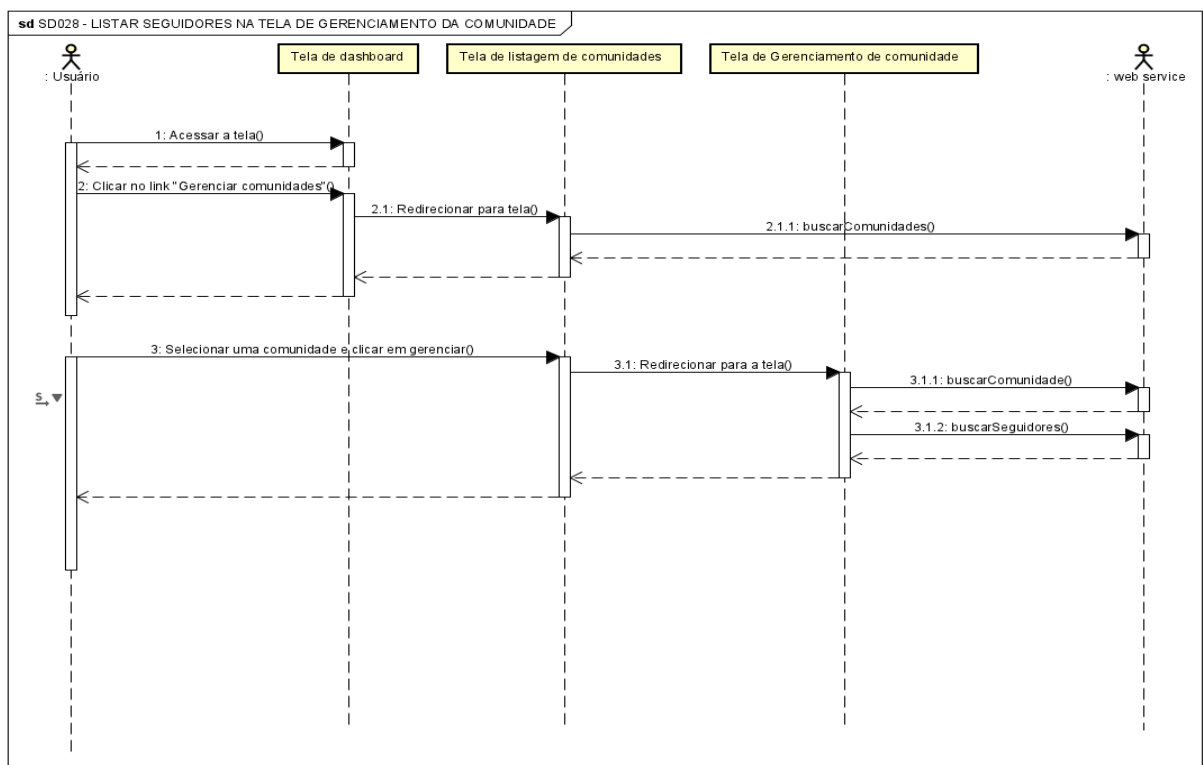 sd SD028 - LISTAR SEGUIDORES NA TELA DE GERENCIAMENTO DA COMUNIDADE
: Usuário
Tela de dashboard
Tela de listagem de comunidades
Tela de Gerenciamento de comunidade
: web service
1: Acessar a tela()
2: Clicar no link "Gerenciar comunidades"()
2.1: Redirecionar para tela()
2.1.1: buscarComunidades()
3: Selecionar uma comunidade e clicar em gerenciar()
3.1: Redirecionar para a tela()
3.1.1: buscarComunidade()
S
3.1.2: buscarSeguidores()